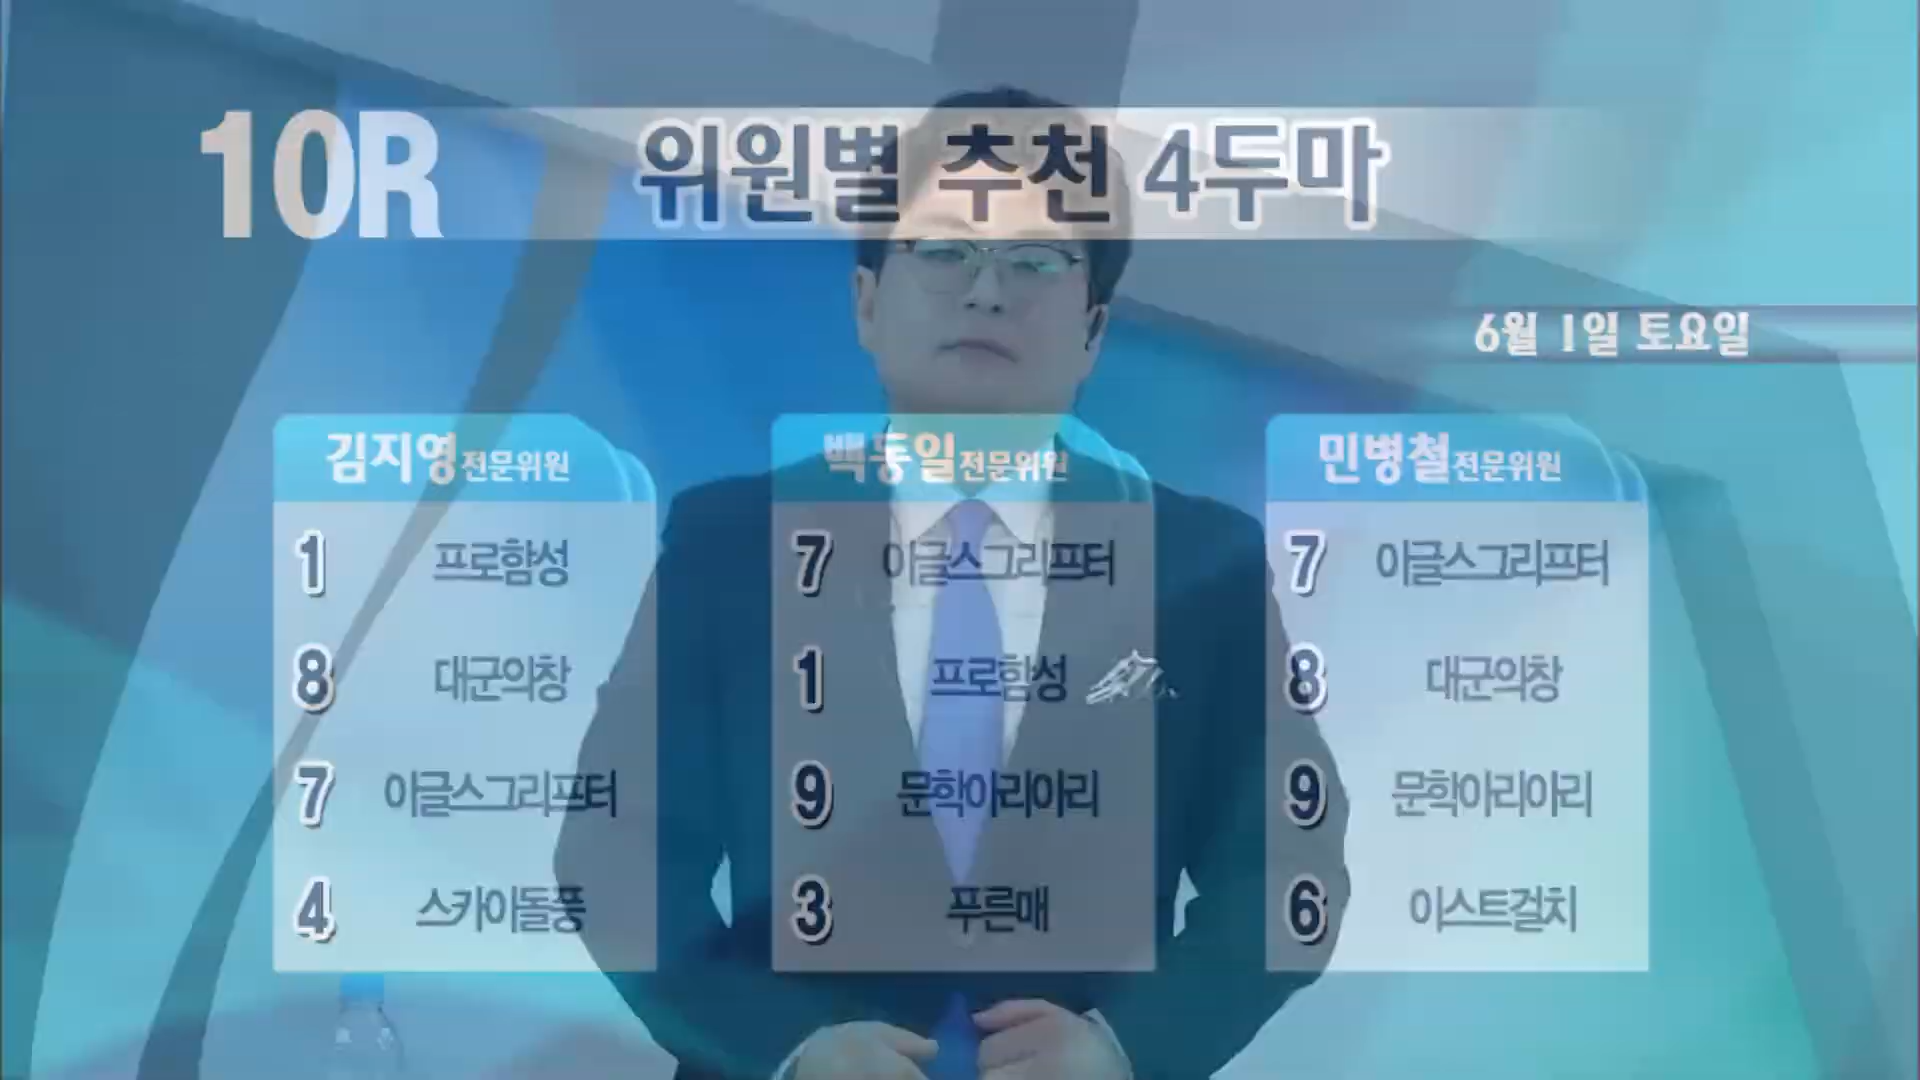 10R 위원별 추천 4두마
6월 1일 토요일
김지영전문위원
1 프로함성
8 대군의창
7 이글스그리프터
4 스카이돌풍
백동일전문위원
7 이글스그리프터
1 프로함성
9 문학아리아리
3 푸른매
민병철전문위원
7 이글스그리프터
8 대군의창
9 문학아리아리
6 이스트걸치